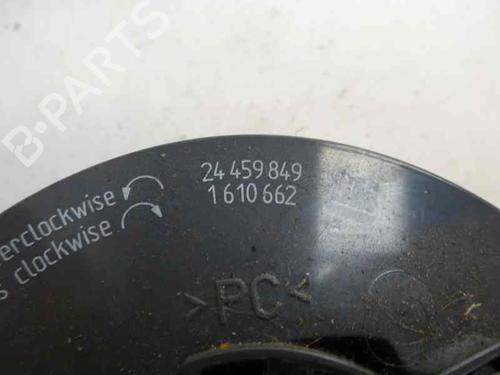 B-PARTS
24 459 849
1 610 662
erclockwise
s clockwise
>PC<